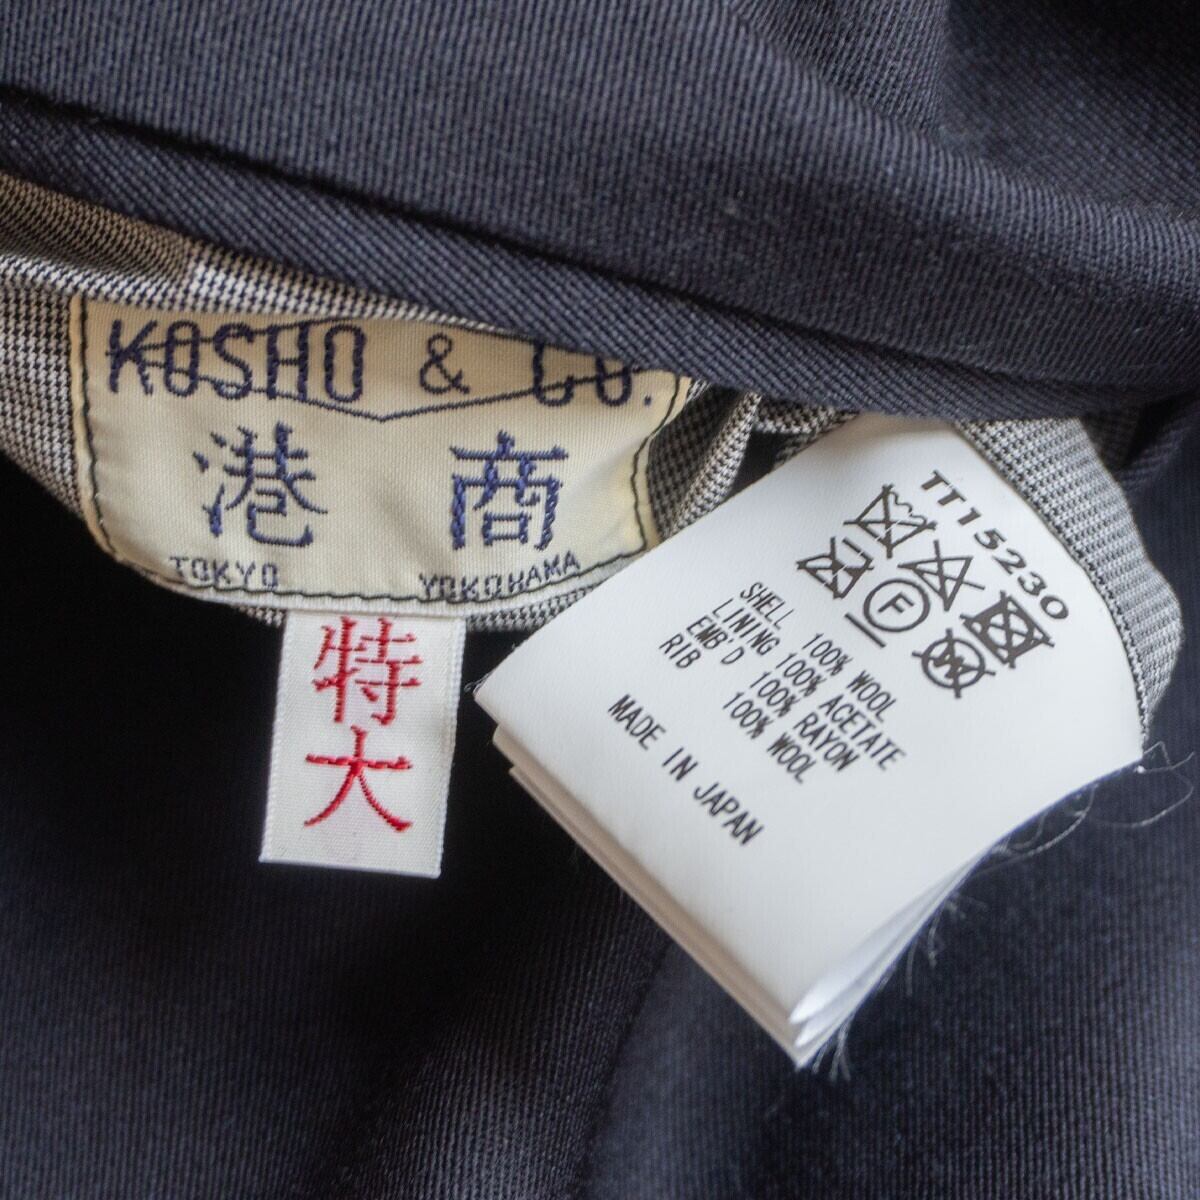 KOSHO & CO.
港商
TOKYO YOKOHAMA
特大
TT15230
F
SHELL 100% WOOL
LINING 100% ACETATE
EMB'D 100% RAYON
RIB 100% WOOL
MADE IN JAPAN